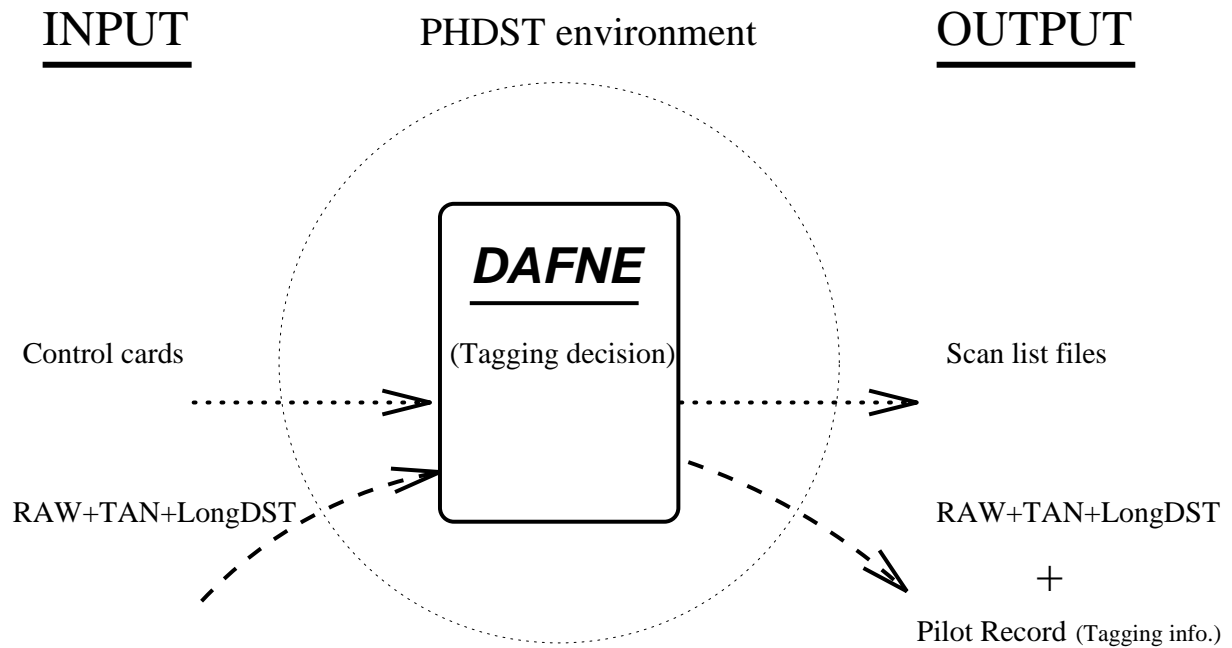 INPUT
PHDST environment
OUTPUT
DAFNE
Control cards
(Tagging decision)
Scan list files
RAW+TAN+LongDST
RAW+TAN+LongDST
+
Pilot Record (Tagging info.)